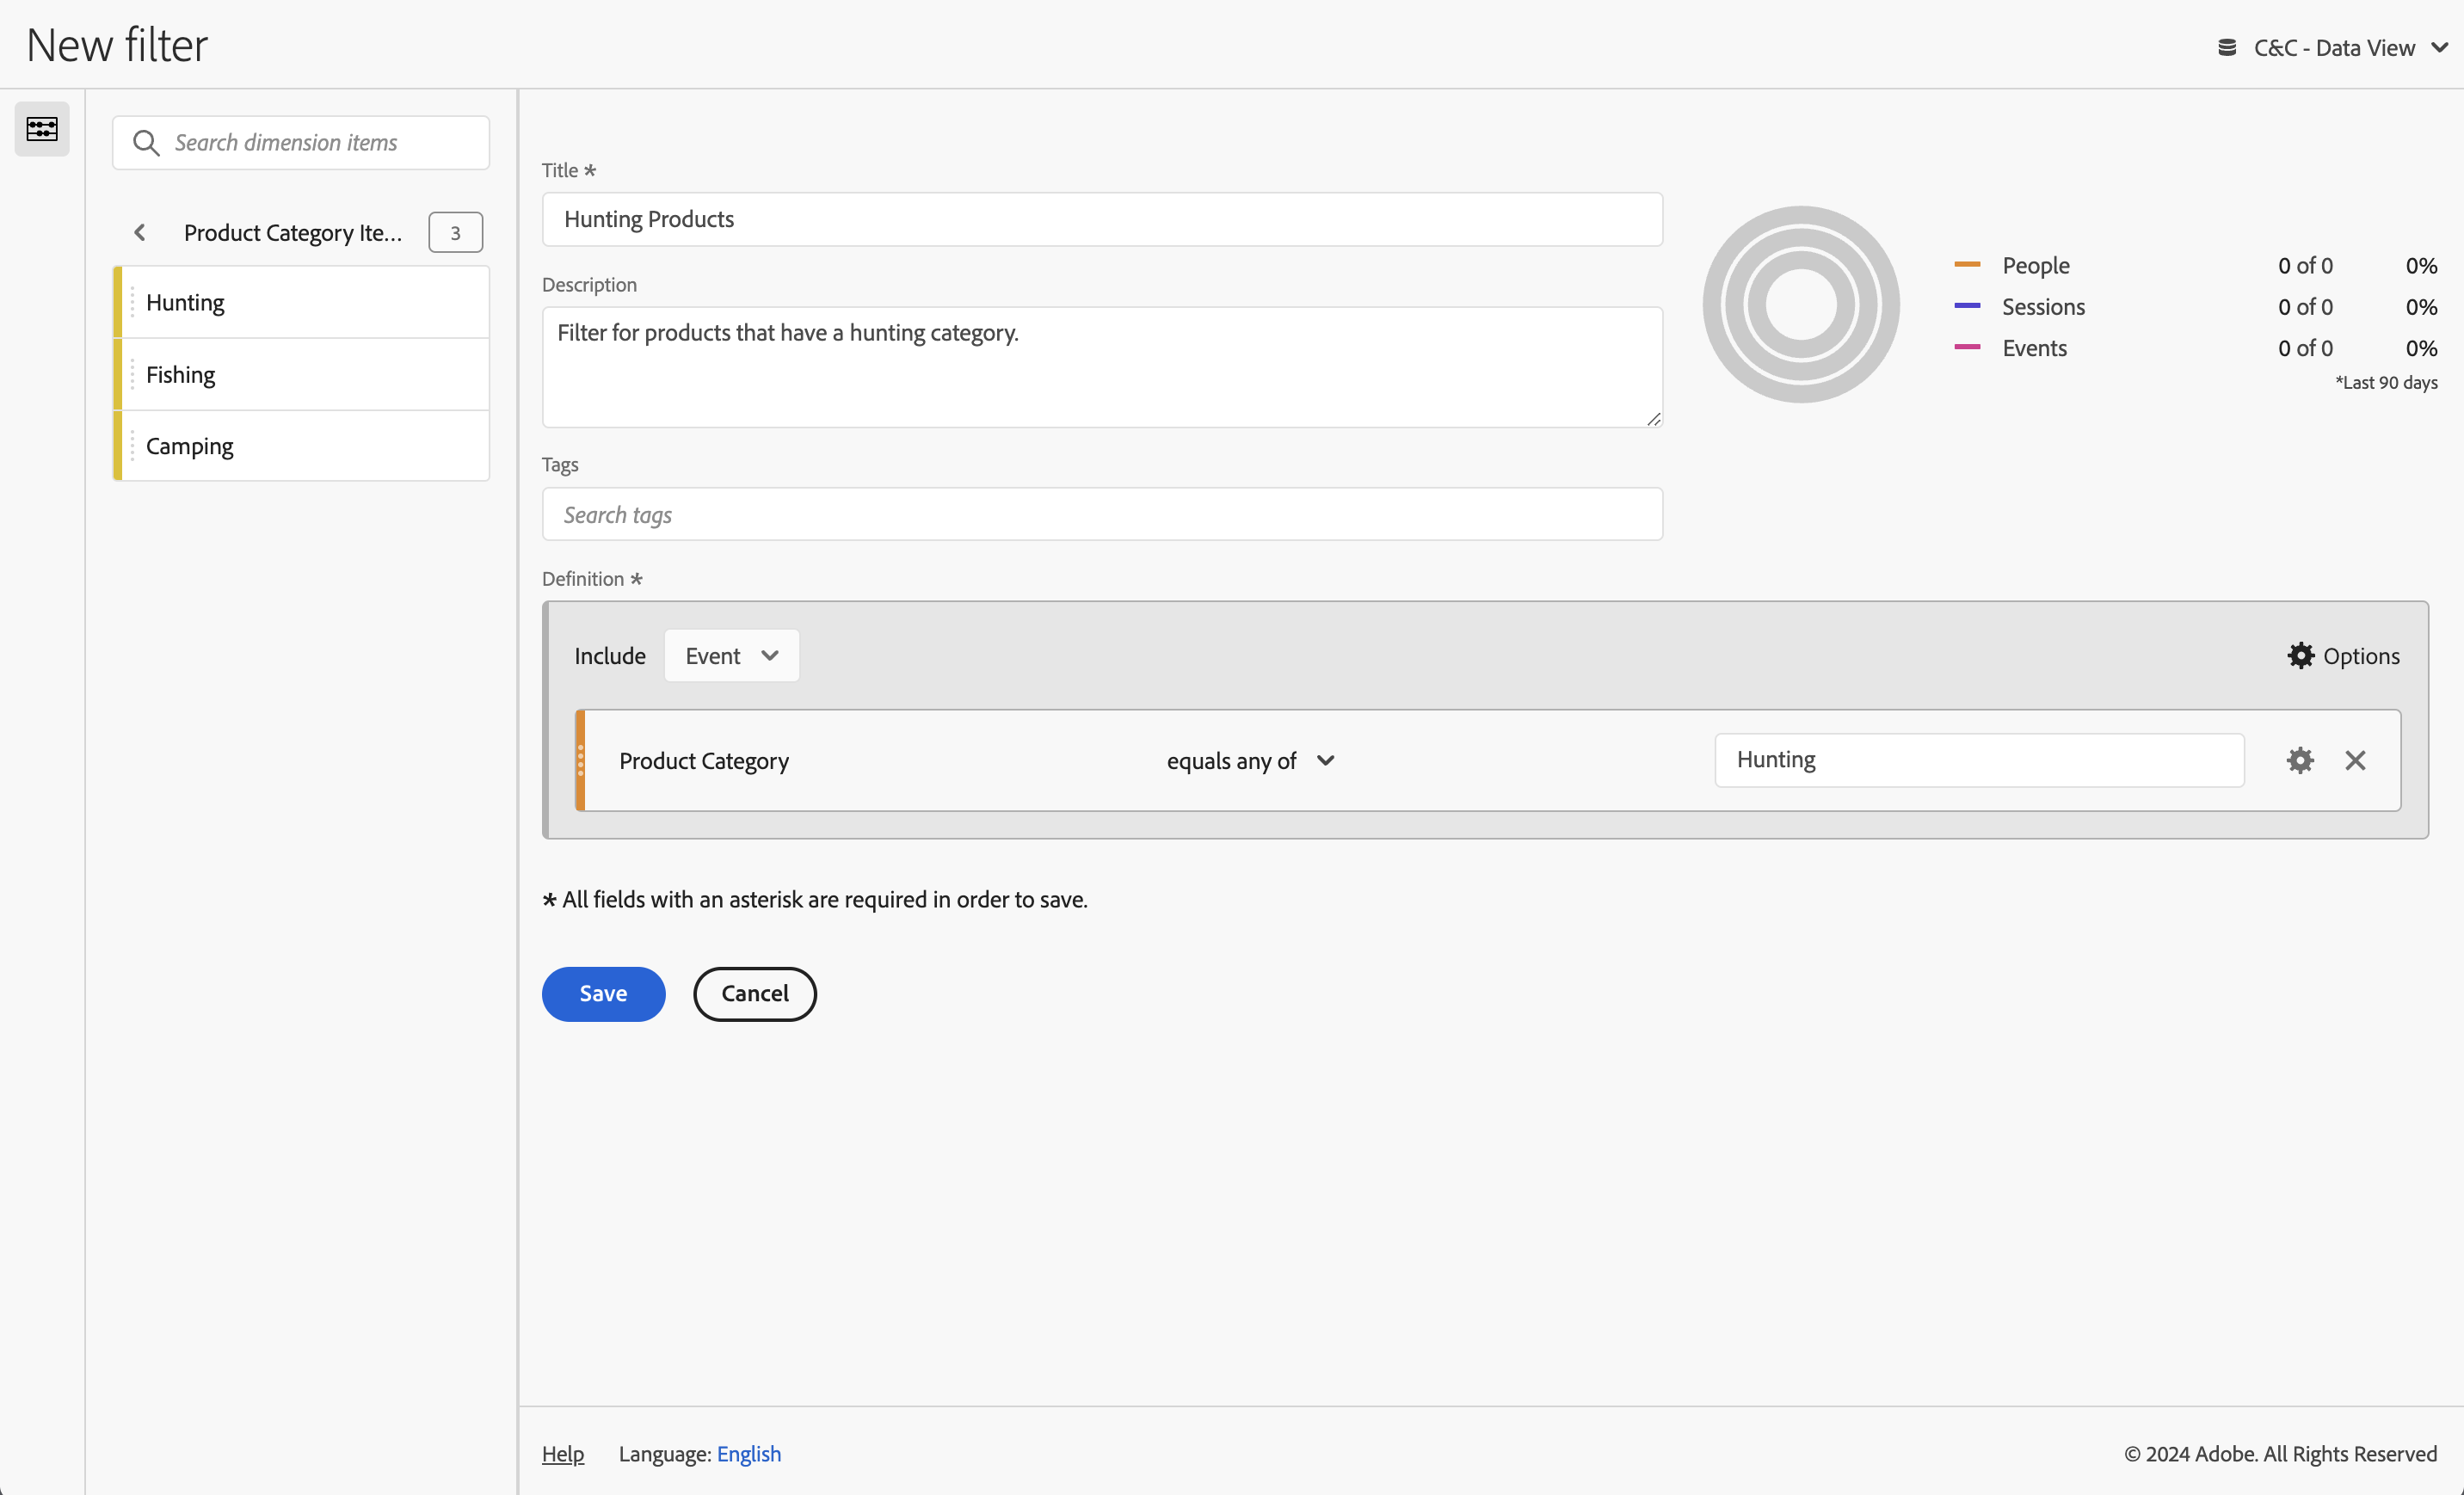 New filter
C&C - Data View
Search dimension items
Product Category Ite... 3
Hunting
Fishing
Camping
Title *
Hunting Products
Description
Filter for products that have a hunting category.
Tags
Search tags
People 0 of 0 0%
Sessions 0 of 0 0%
Events 0 of 0 0%
*Last 90 days
Definition *
Include Event Options
Product Category equals any of Hunting
* All fields with an asterisk are required in order to save.
Save Cancel
Help Language: English © 2024 Adobe. All Rights Reserved